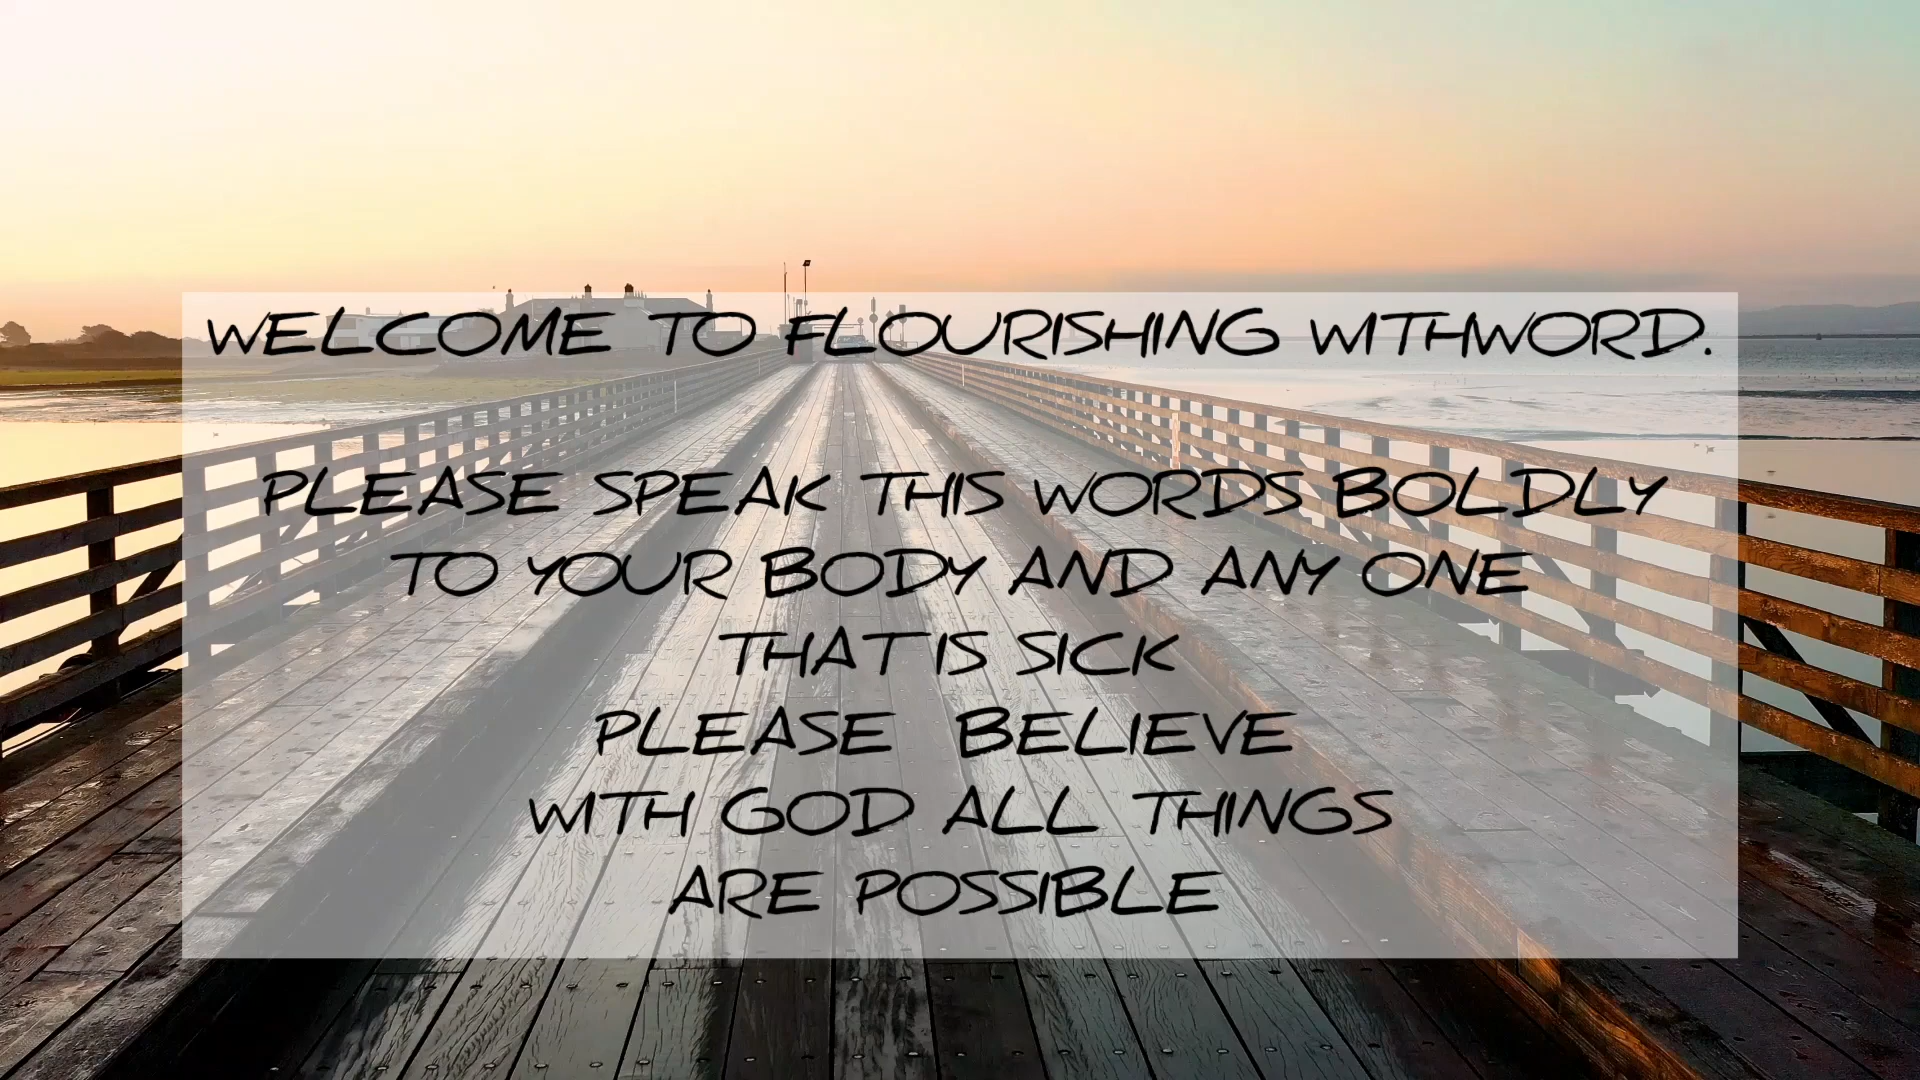 WELCOME TO FLOURISHING WITHWORD.
PLEASE SPEAK THIS WORDS BOLDLY
TO YOUR BODY AND ANY ONE
THAT IS SICK
PLEASE BELIEVE
WITH GOD ALL THINGS
ARE POSSIBLE